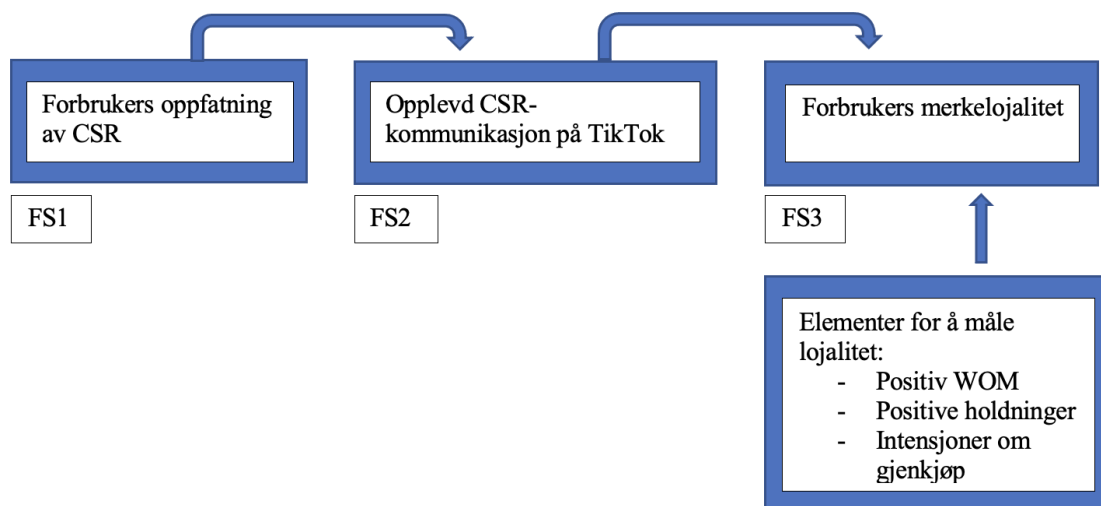 Forbrukers oppfatning
av CSR
FS1
Opplevd CSR-
kommunikasjon på TikTok
FS2
Forbrukers merkelojalitet
FS3
Elementer for å måle
lojalitet:
- Positiv WOM
- Positive holdninger
- Intensjoner om
gjenkjøp